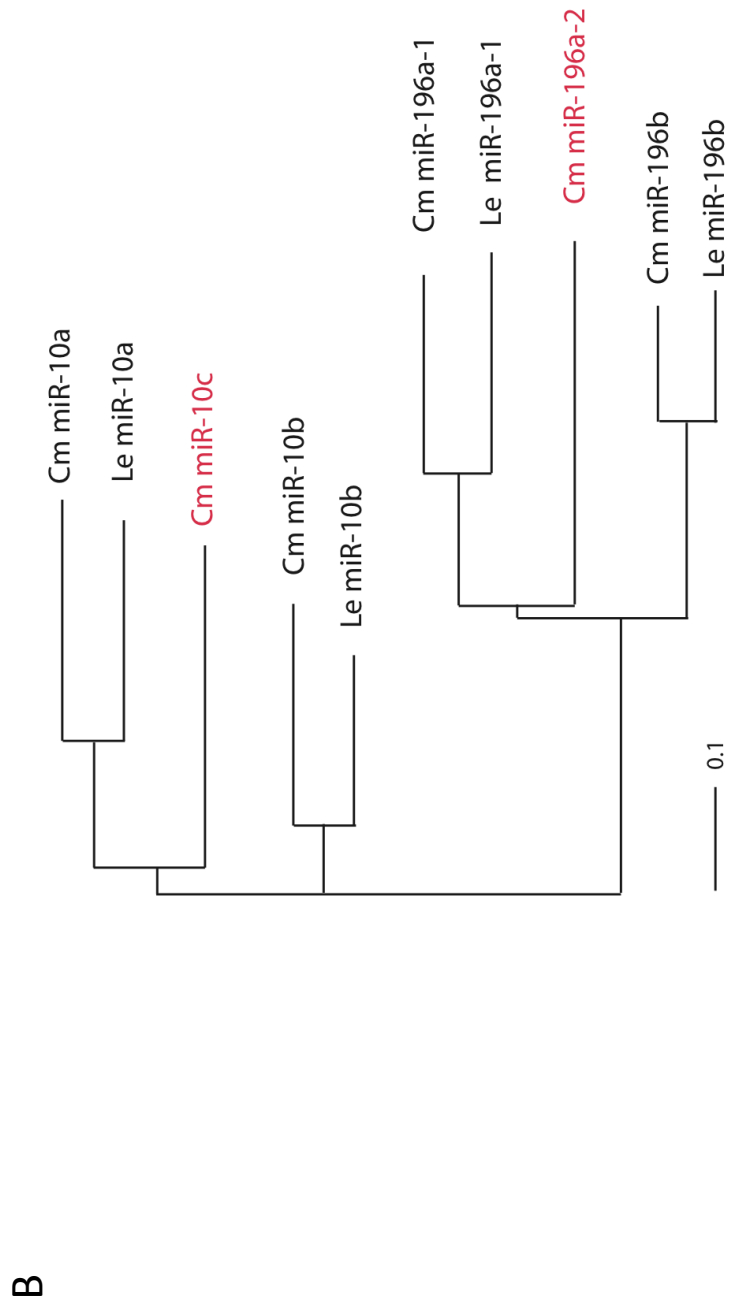 B
Cm miR-10a
Le miR-10a
Cm miR-10c
Cm miR-10b
Le miR-10b
Cm miR-196a-1
Le miR-196a-1
Cm miR-196a-2
Cm miR-196b
Le miR-196b
0.1